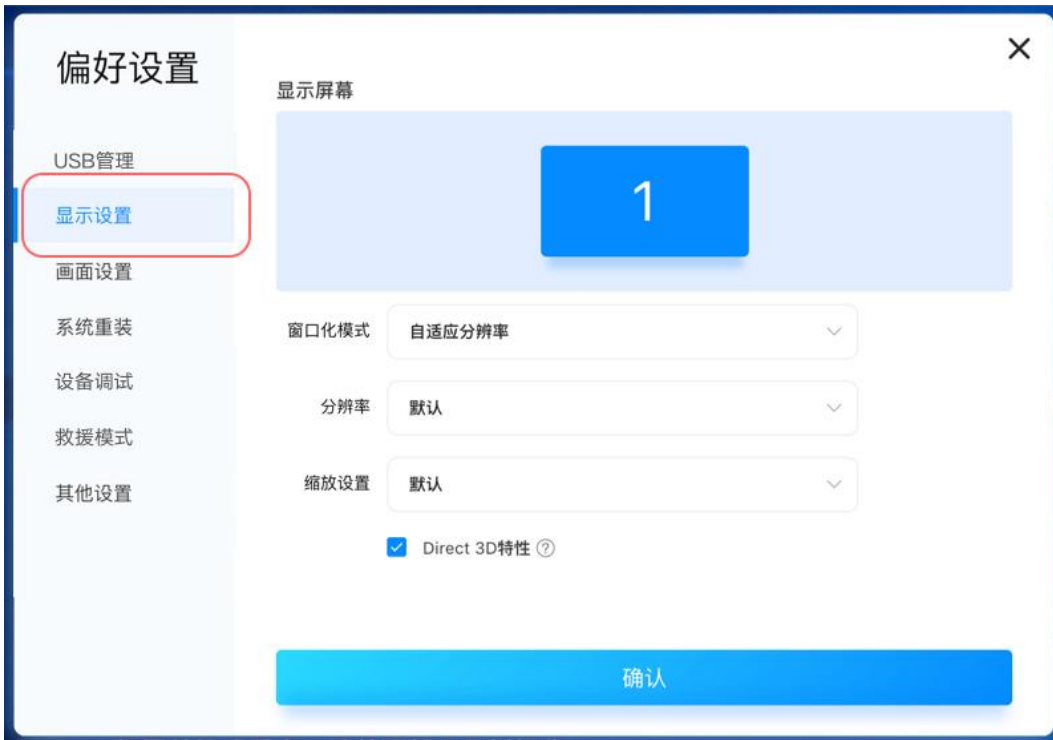 偏好设置
USB管理
显示设置
画面设置
系统重装
设备调试
救援模式
其他设置
显示屏幕
1
窗口化模式 自适应分辨率
分辨率 默认
缩放设置 默认
Direct 3D特性 ?
确认